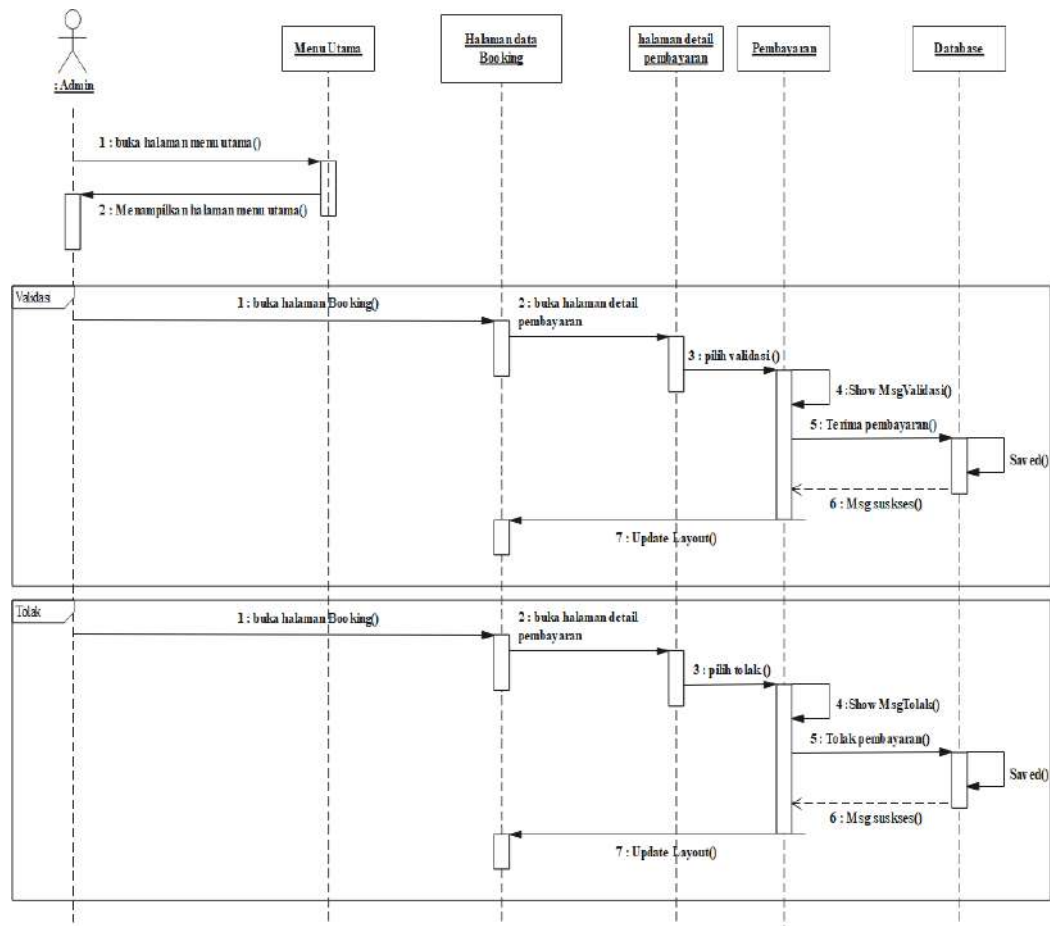 : Admin
Menu Utama
Halaman data
Booking
halaman detail
pembayaran
Pembayaran
Database
1 : buka halaman menu utama()
2 : Menampilkan halaman menu utama()
Validasi
1 : buka halaman Booking()
2 : buka halaman detail
pembayaran
3 : pilih validasi()
4 :Show MsgValidasi()
5 : Terima pembayaran()
Saved()
6 : Msg suskses()
7 : Update Layout()
Tolak
1 : buka halaman Booking()
2 : buka halaman detail
pembayaran
3 : pilih tolak()
4 :Show MsgTolak()
5 : Tolak pembayaran()
Saved()
6 : Msg suskses()
7 : Update Layout()